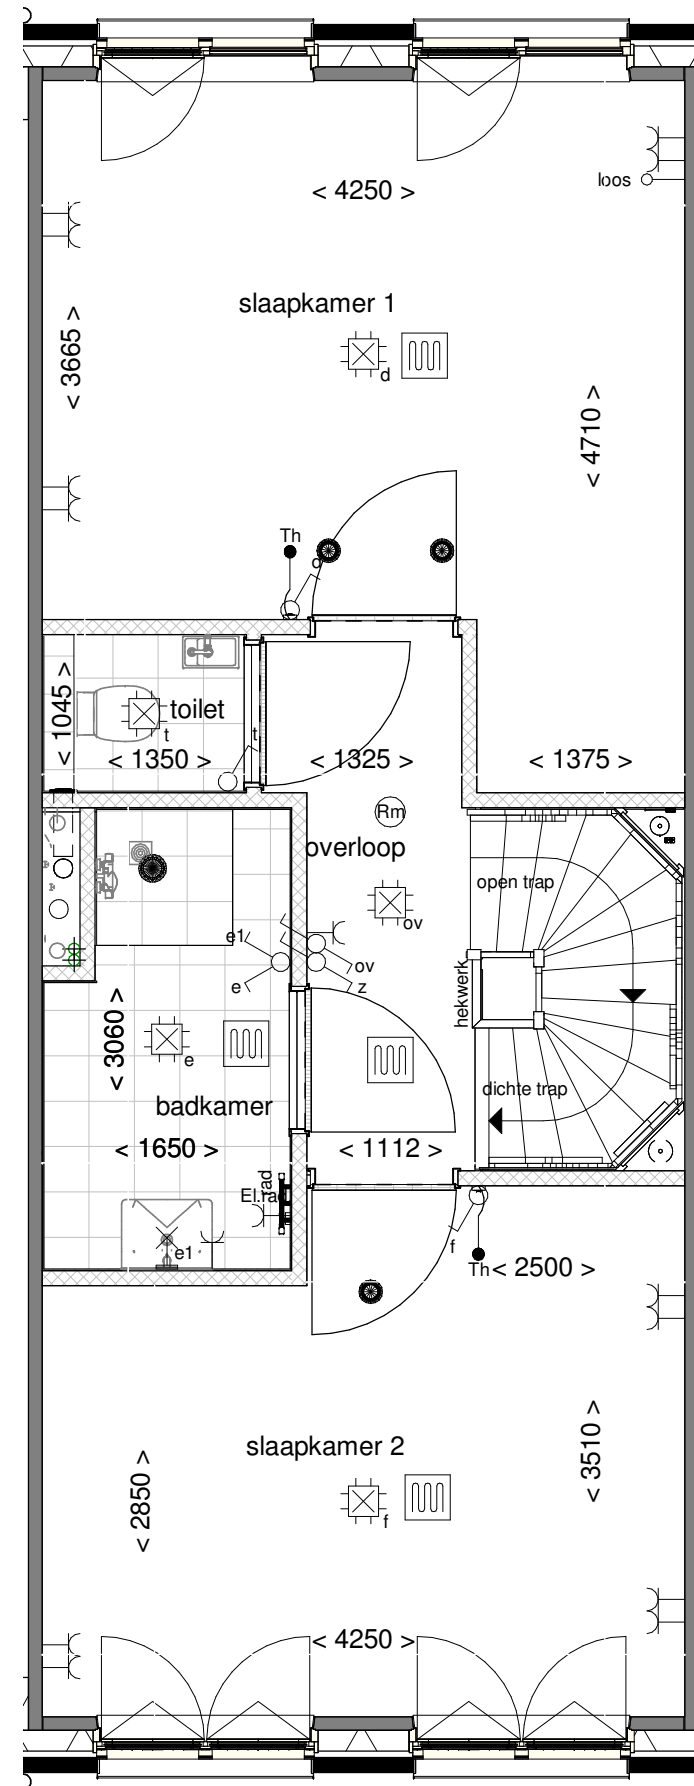 < 4250 >
loos
slaapkamer 1
< 3665 >
d
< 4710 >
Th
d
< 1045 >
toilet
t
t
< 1350 >
< 1325 >
< 1375 >
Rm
overloop
open trap
ov
e1
ov
e
z
hekwerk
< 3060 >
e
dichte trap
badkamer
< 1650 >
< 1112 >
rad
El.rad
e1
f
Th
< 2500 >
slaapkamer 2
< 3510 >
< 2850 >
f
< 4250 >